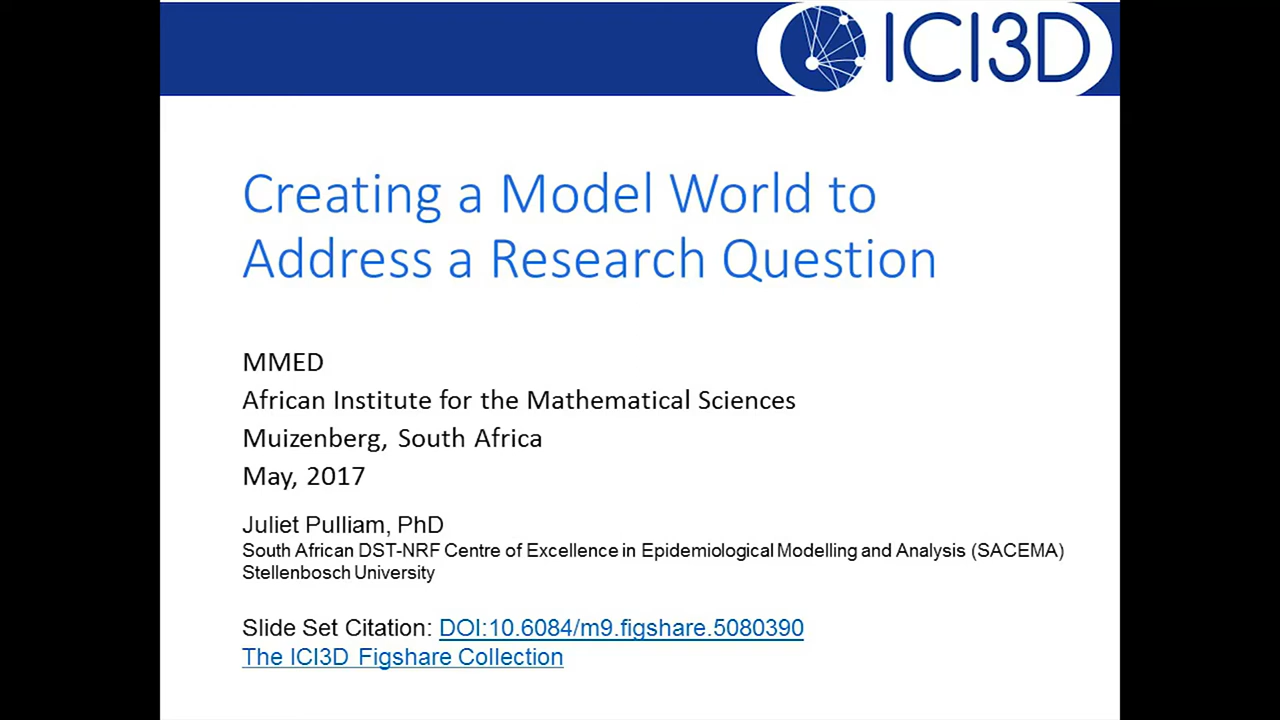 ICI3D
Creating a Model World to
Address a Research Question
MMED
African Institute for the Mathematical Sciences
Muizenberg, South Africa
May, 2017
Juliet Pulliam, PhD
South African DST-NRF Centre of Excellence in Epidemiological Modelling and Analysis (SACEMA)
Stellenbosch University
Slide Set Citation: DOI:10.6084/m9.figshare.5080390
The ICI3D Figshare Collection